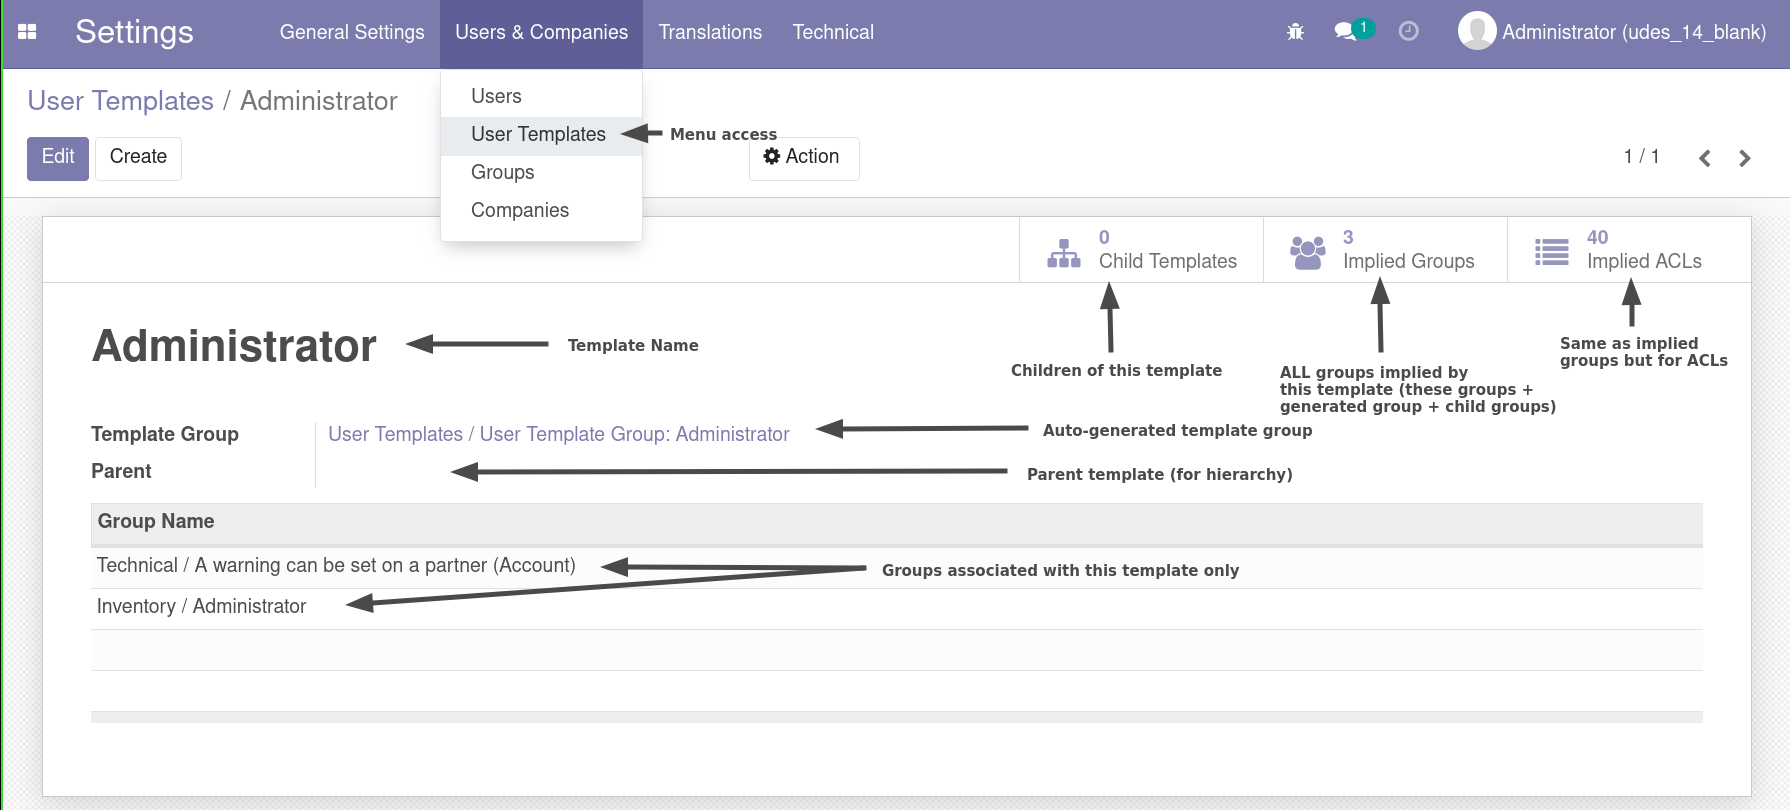 Settings General Settings Users & Companies Translations Technical 1 Administrator (udes_14_blank)
User Templates / Administrator
Users
User Templates
Groups
Companies
Menu access
Edit Create Action 1 / 1
0
Child Templates
3
Implied Groups
40
Implied ACLs
Administrator
Template Name
Children of this template
ALL groups implied by
this template (these groups +
generated group + child groups)
Same as implied
groups but for ACLs
Template Group User Templates / User Template Group: Administrator Auto-generated template group
Parent Parent template (for hierarchy)
Group Name
Technical / A warning can be set on a partner (Account) Groups associated with this template only
Inventory / Administrator